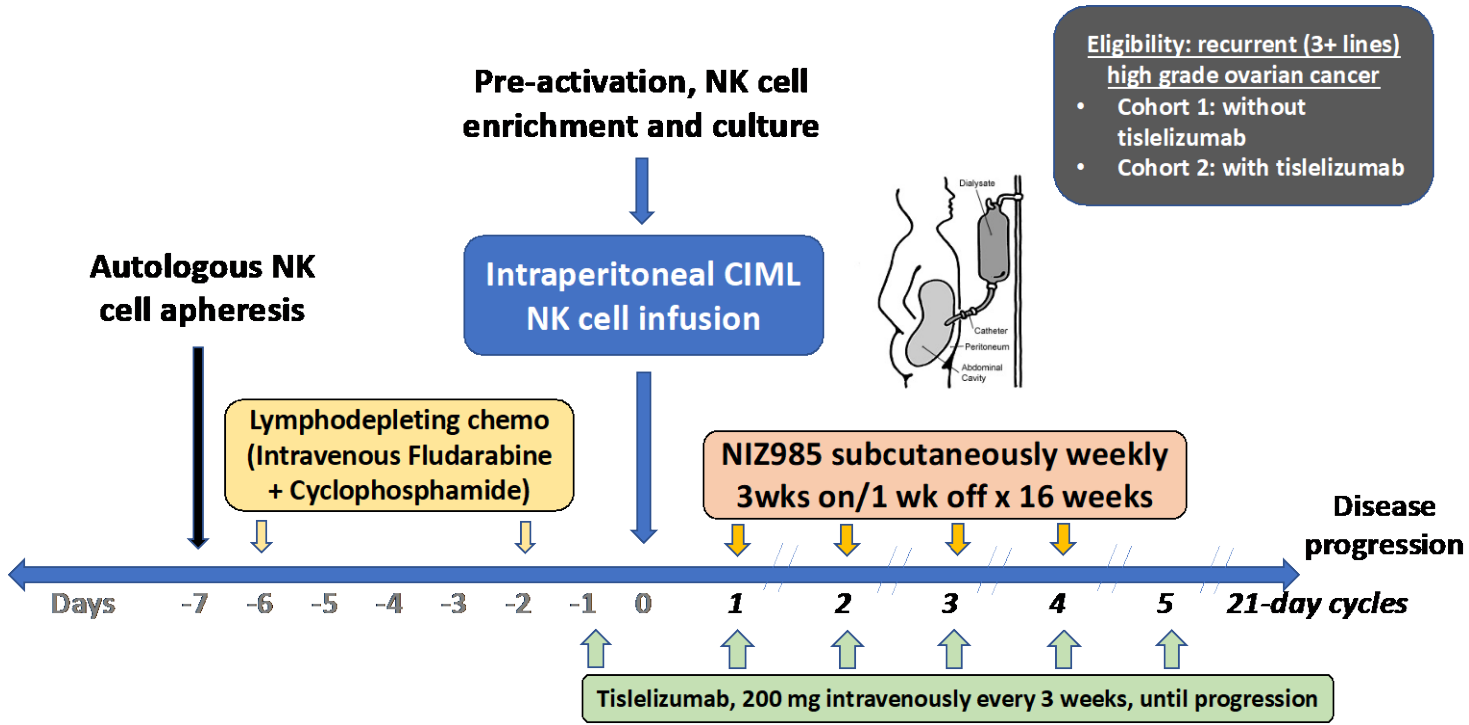 Eligibility: recurrent (3+ lines)
high grade ovarian cancer
• Cohort 1: without
tislelizumab
• Cohort 2: with tislelizumab
Pre-activation, NK cell
enrichment and culture
Dialysate
Catheter
Peritoneum
Abdominal
Cavity
Autologous NK
cell apheresis
Intraperitoneal CIML
NK cell infusion
Lymphodepleting chemo
(Intravenous Fludarabine
+ Cyclophosphamide)
NIZ985 subcutaneously weekly
3wks on/1 wk off x 16 weeks
Disease
progression
Days -7 -6 -5 -4 -3 -2 -1 0 1 2 3 4 5 21-day cycles
Tislelizumab, 200 mg intravenously every 3 weeks, until progression